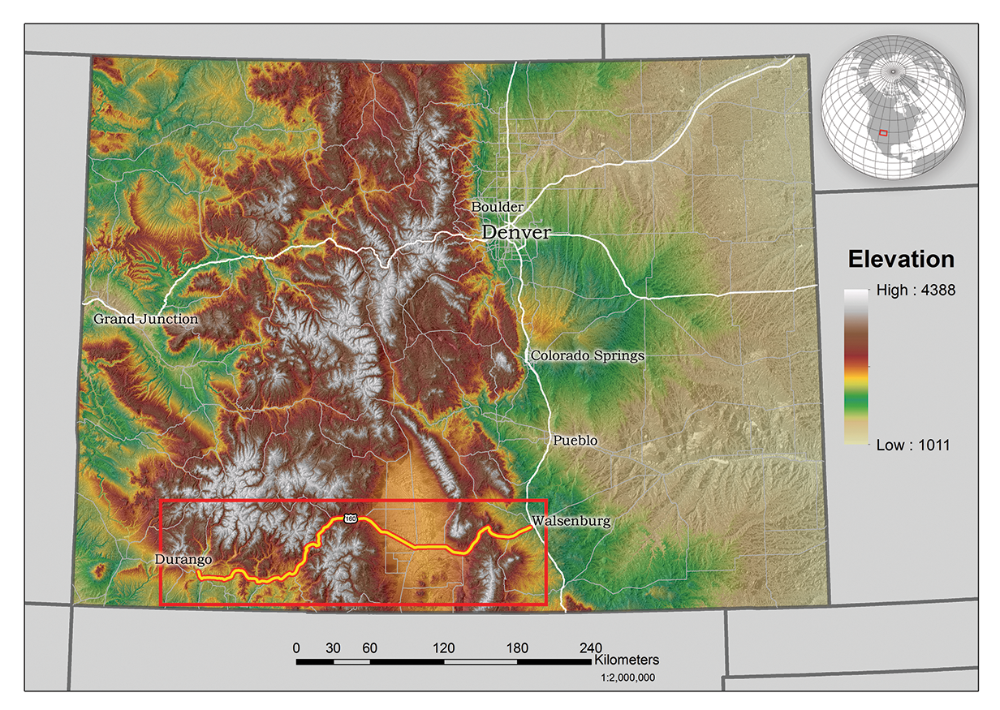 Boulder
Denver
Elevation
High : 4388
Grand Junction
Colorado Springs
Pueblo
Low : 1011
160
Walsenburg
Durango
0 30 60 120 180 240
Kilometers
1:2,000,000